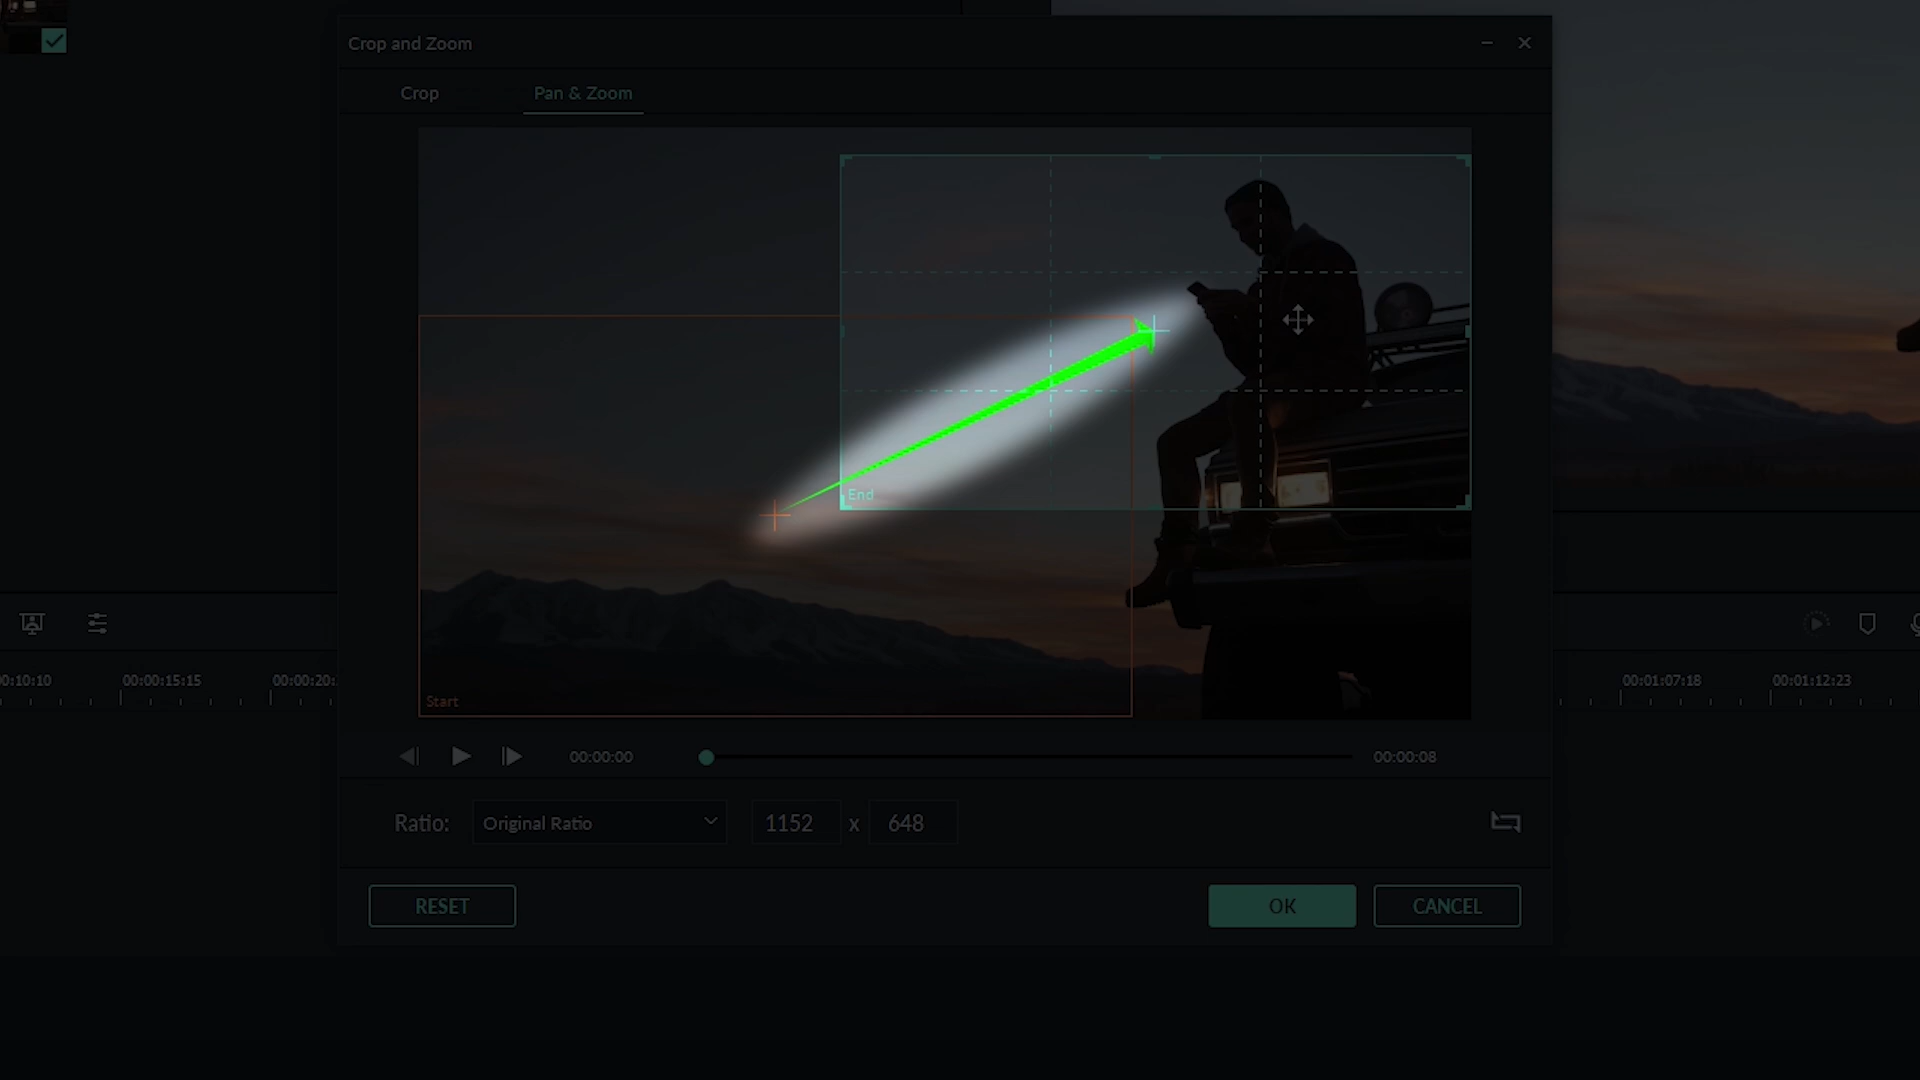 Crop and Zoom
Crop
Pan & Zoom
End
Start
00:00:00
00:00:08
Ratio:
Original Ratio
1152 x 648
RESET
OK
CANCEL
0:10:10
00:00:15:15
00:00:20:
00:01:07:18
00:01:12:23